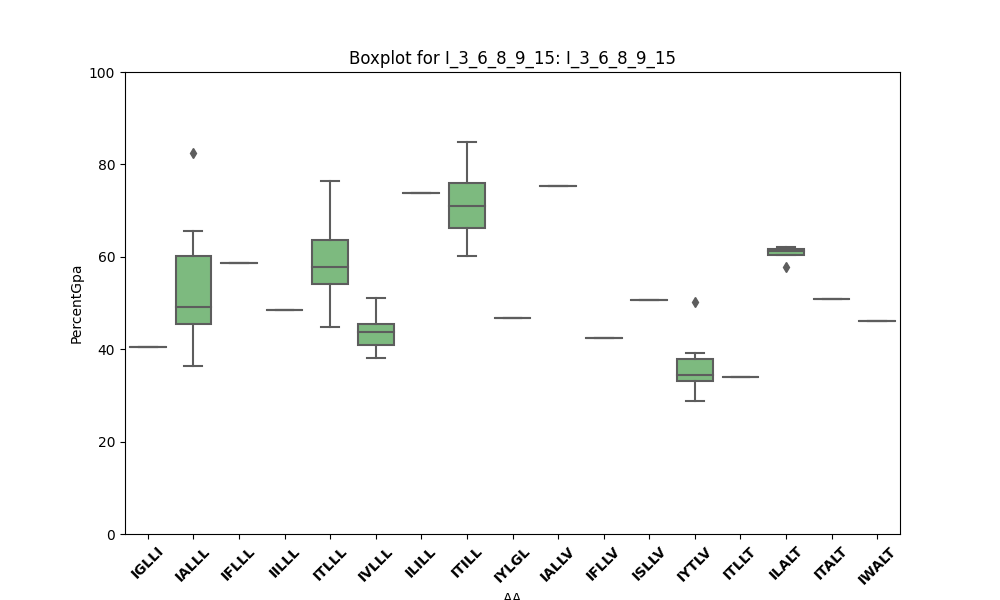 Boxplot for I_3_6_8_9_15: I_3_6_8_9_15
100
80
60
40
20
0
PercentGpa
IGLLI IALLL IFLLL IILLL ITLLL IVLLL ILILL ITILL IYLGL IALLV IFLLV ISLLV IYTLV ITLLT ILALT ITALT IWALT
AA